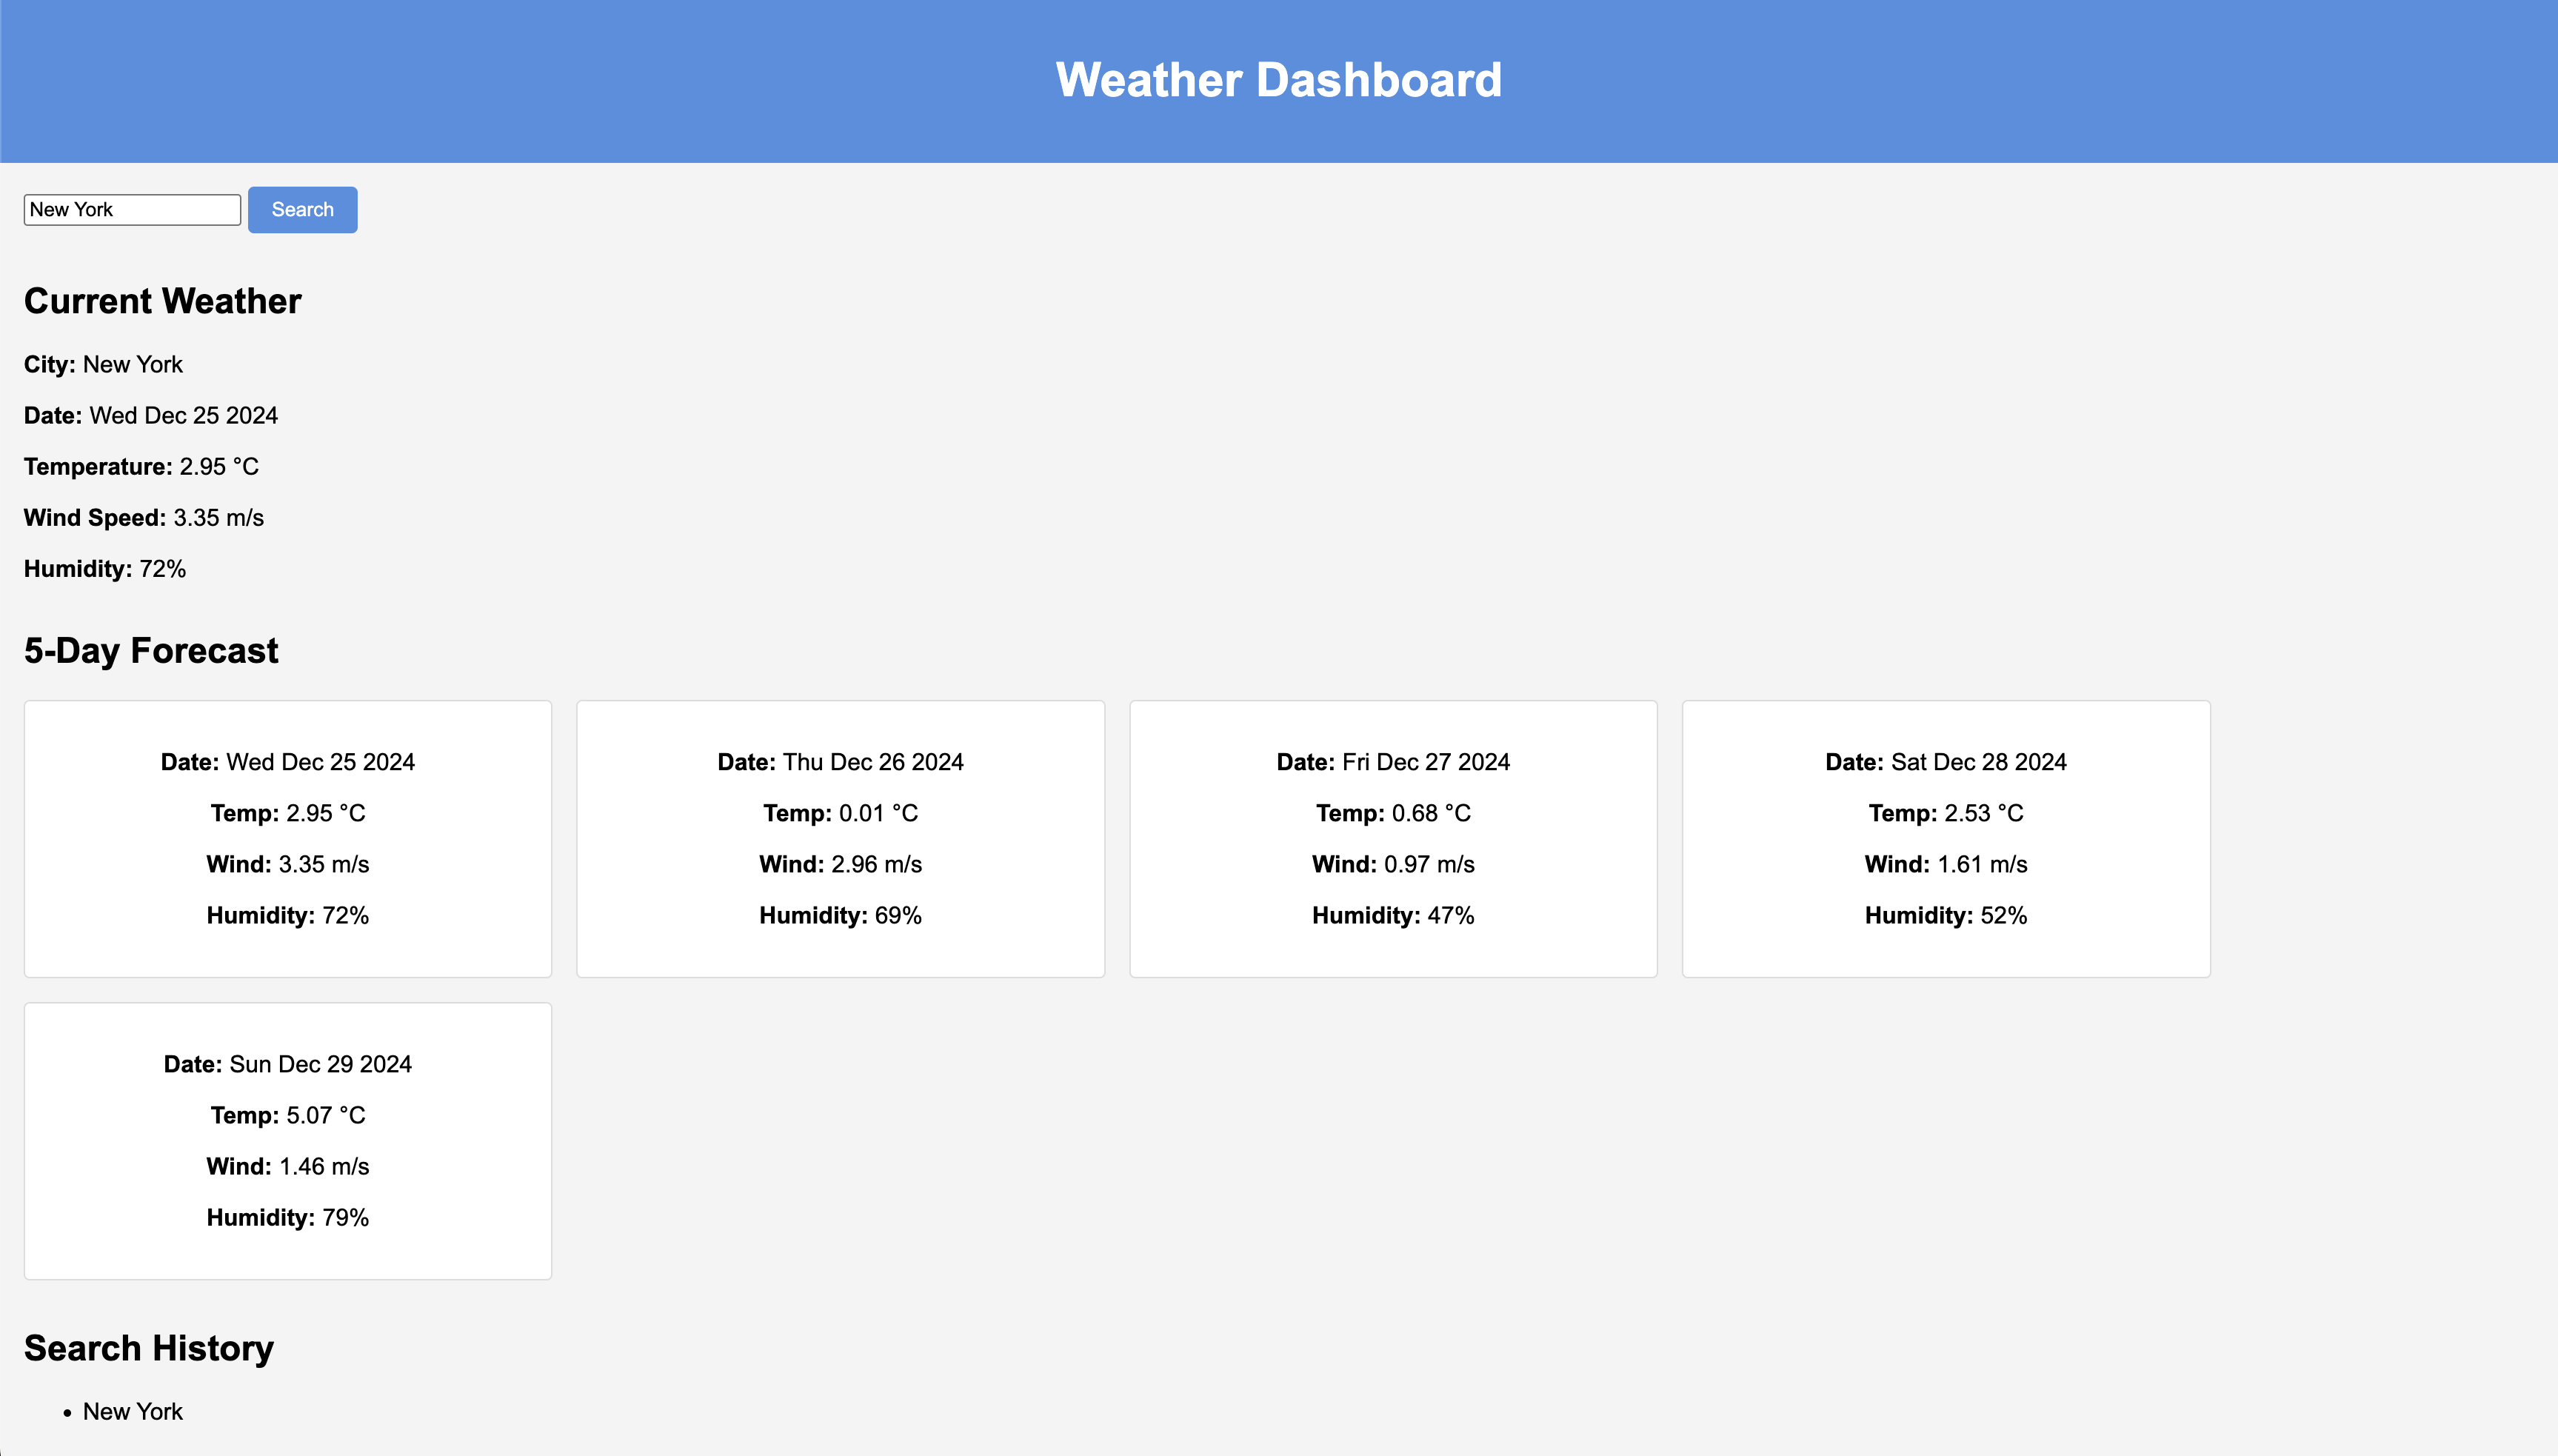 Weather Dashboard
New York
Search
Current Weather
City: New York
Date: Wed Dec 25 2024
Temperature: 2.95 °C
Wind Speed: 3.35 m/s
Humidity: 72%
5-Day Forecast
Date: Wed Dec 25 2024
Temp: 2.95 °C
Wind: 3.35 m/s
Humidity: 72%
Date: Thu Dec 26 2024
Temp: 0.01 °C
Wind: 2.96 m/s
Humidity: 69%
Date: Fri Dec 27 2024
Temp: 0.68 °C
Wind: 0.97 m/s
Humidity: 47%
Date: Sat Dec 28 2024
Temp: 2.53 °C
Wind: 1.61 m/s
Humidity: 52%
Date: Sun Dec 29 2024
Temp: 5.07 °C
Wind: 1.46 m/s
Humidity: 79%
Search History
• New York